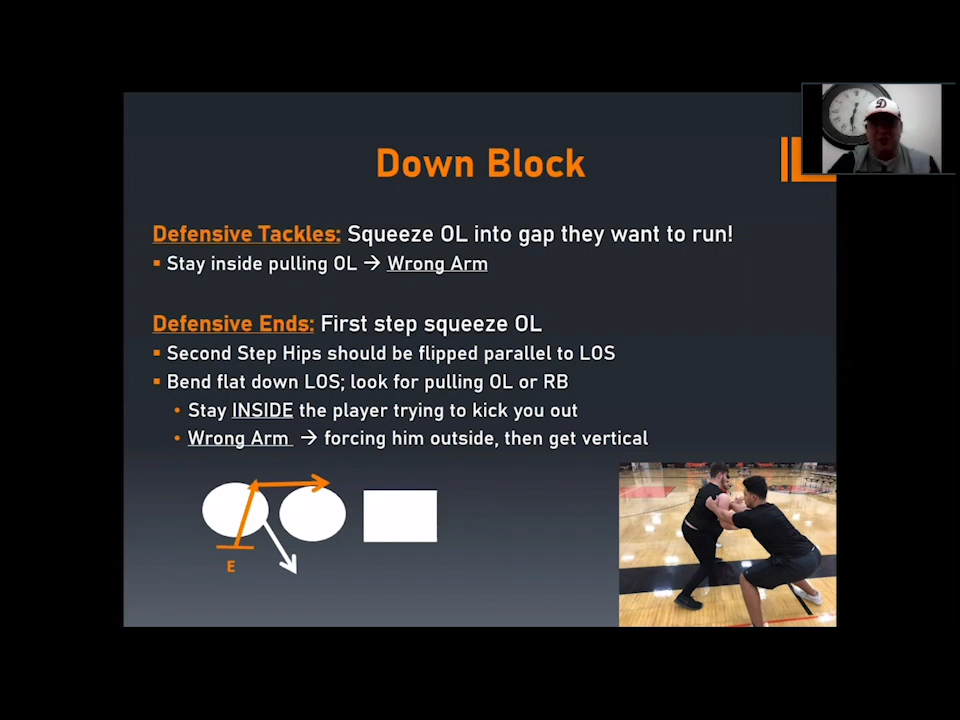 Down Block
Defensive Tackles: Squeeze OL into gap they want to run!
▪ Stay inside pulling OL → Wrong Arm
Defensive Ends: First step squeeze OL
▪ Second Step Hips should be flipped parallel to LOS
▪ Bend flat down LOS; look for pulling OL or RB
• Stay INSIDE the player trying to kick you out
• Wrong Arm → forcing him outside, then get vertical
E
D